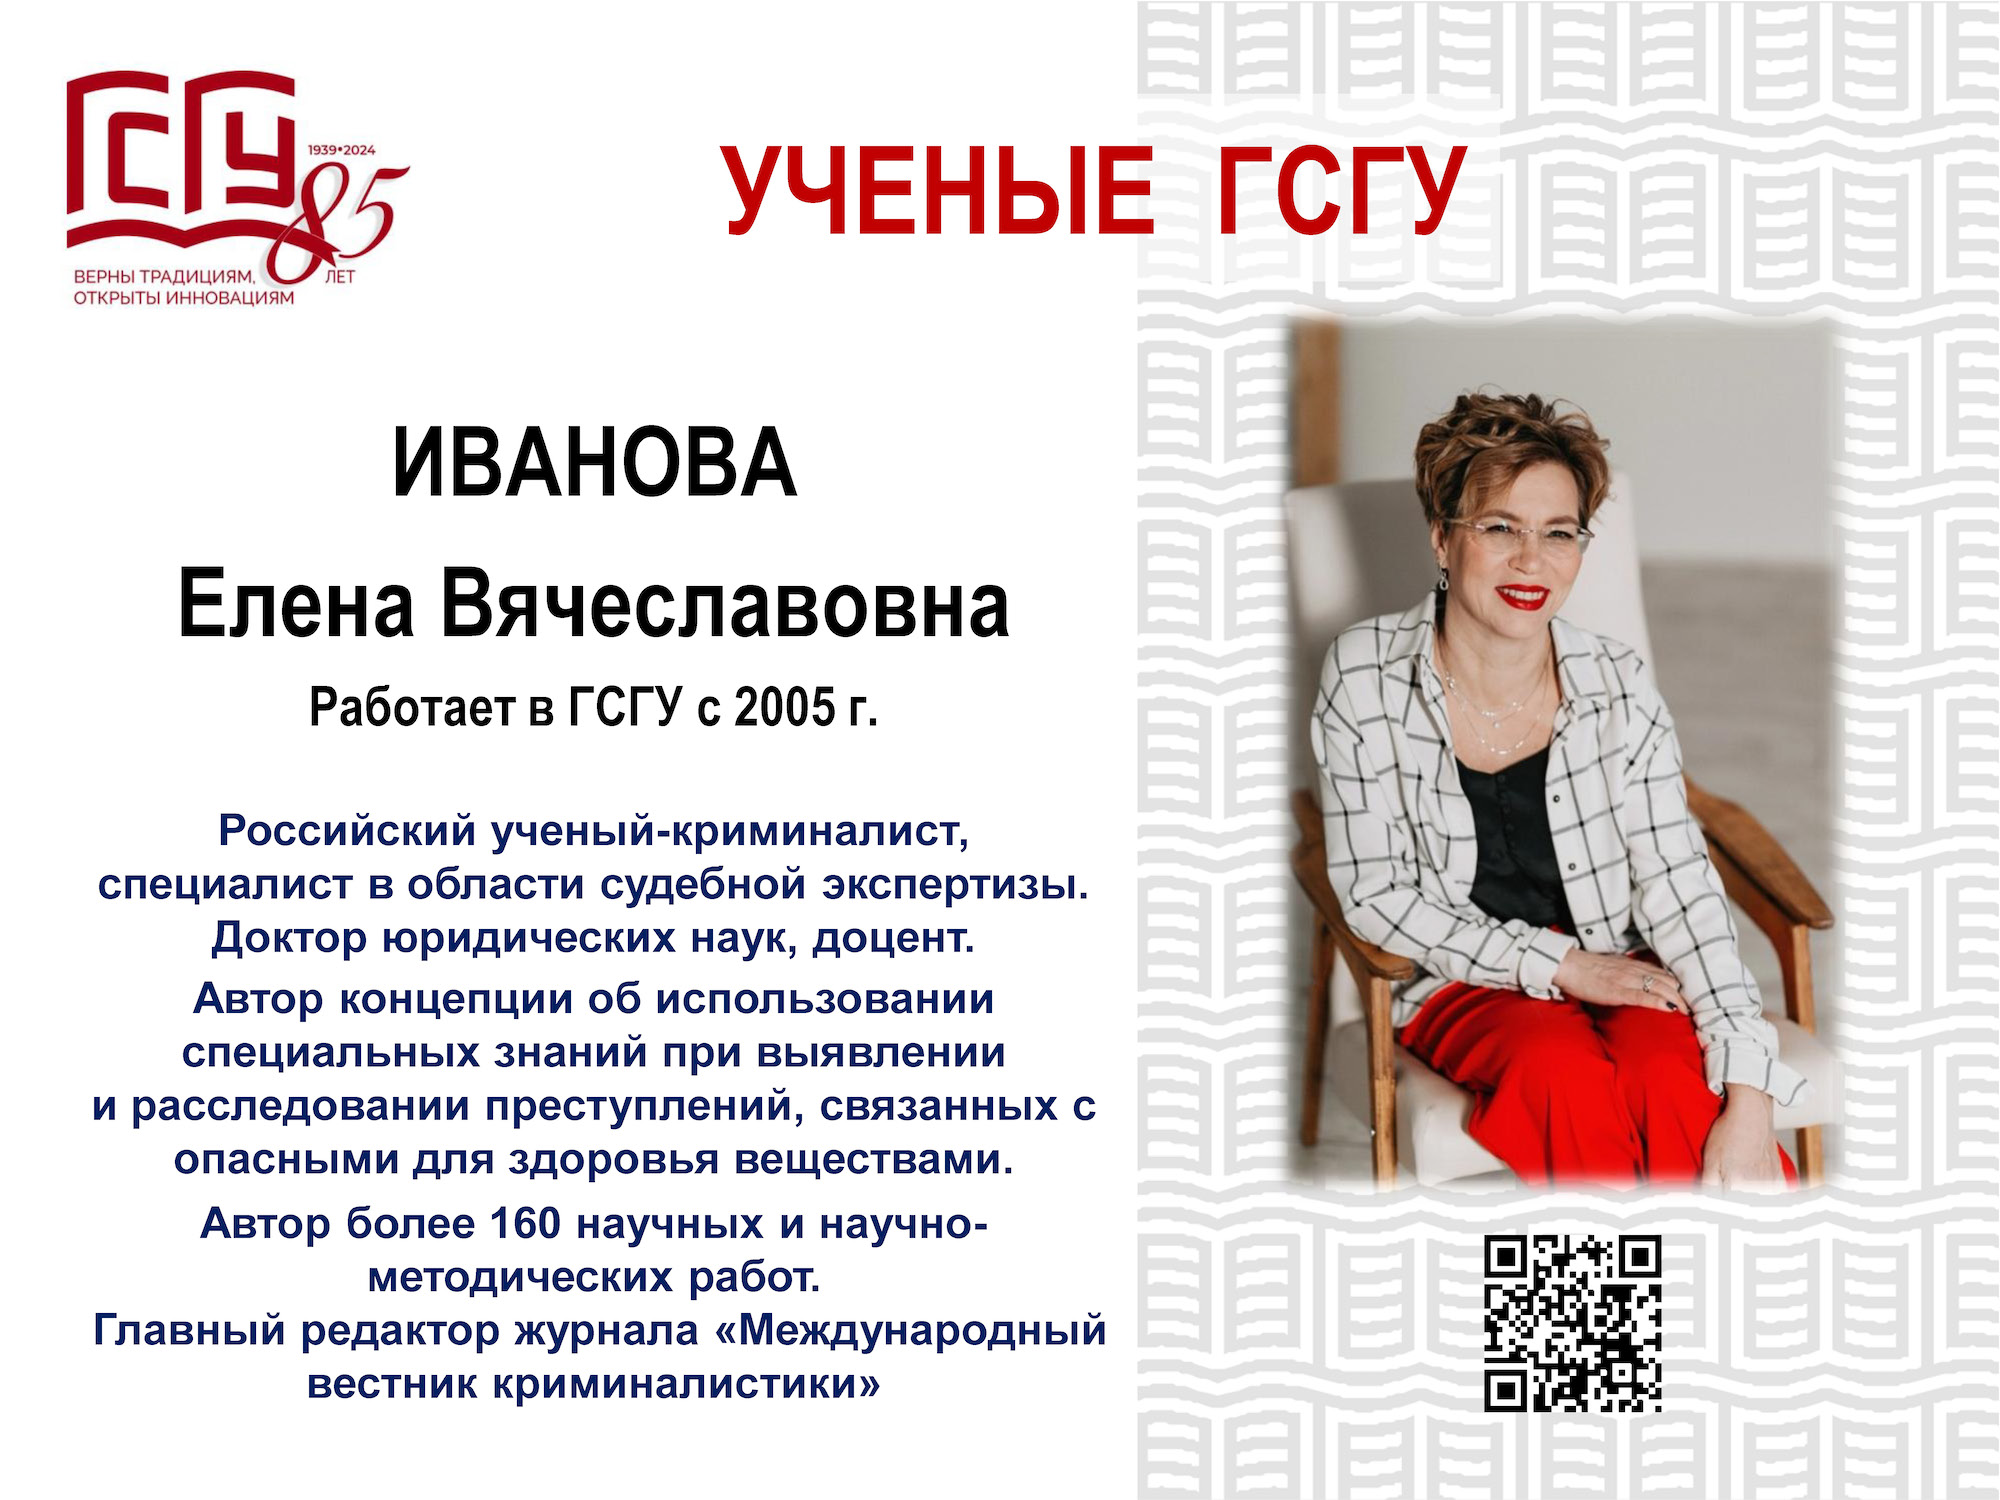 ГСГУ
1939•2024
85
ЛЕТ
ВЕРНЫ ТРАДИЦИЯМ,
ОТКРЫТЫ ИННОВАЦИЯМ
УЧЕНЫЕ ГСГУ
ИВАНОВА
Елена Вячеславовна
Работает в ГСГУ с 2005 г.
Российский ученый-криминалист,
специалист в области судебной экспертизы.
Доктор юридических наук, доцент.
Автор концепции об использовании
специальных знаний при выявлении
и расследовании преступлений, связанных с
опасными для здоровья веществами.
Автор более 160 научных и научно-
методических работ.
Главный редактор журнала «Международный
вестник криминалистики»